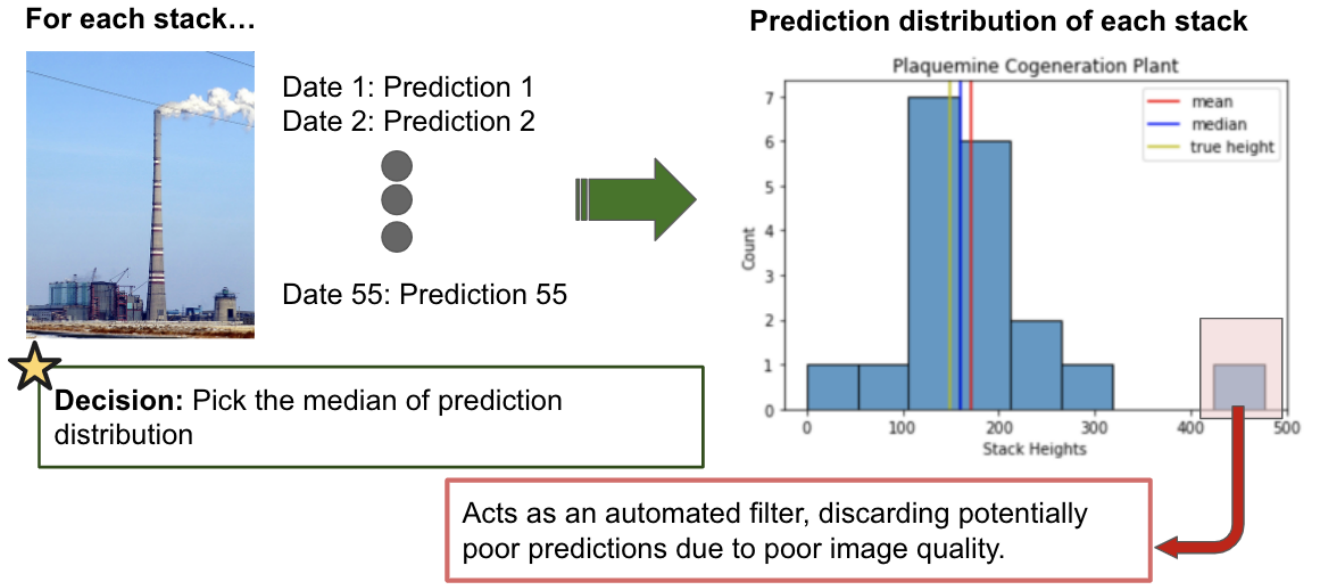 For each stack…
Date 1: Prediction 1
Date 2: Prediction 2
Date 55: Prediction 55
Decision: Pick the median of prediction
distribution
Prediction distribution of each stack
Plaquemine Cogeneration Plant
mean
median
true height
Count
7
6
5
4
3
2
1
0
0 100 200 300 400 500
Stack Heights
Acts as an automated filter, discarding potentially
poor predictions due to poor image quality.